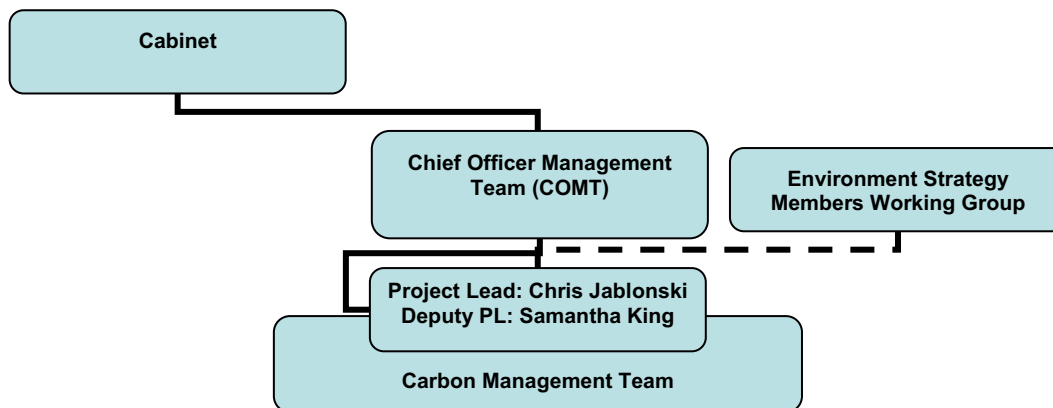 Cabinet
Chief Officer Management
Team (COMT)
Environment Strategy
Members Working Group
Project Lead: Chris Jablonski
Deputy PL: Samantha King
Carbon Management Team